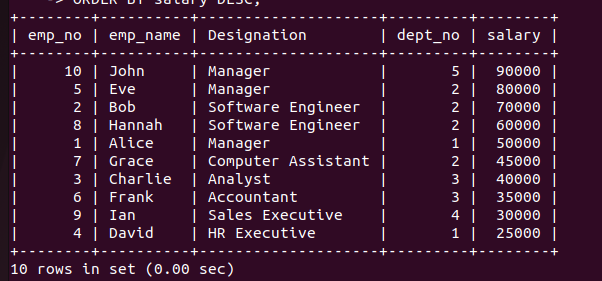 -> ORDER BY salary DESC;
+--------+----------+--------------------+---------+--------+
| emp_no | emp_name | Designation        | dept_no | salary |
+--------+----------+--------------------+---------+--------+
|     10 | John     | Manager            |       5 |  90000 |
|      5 | Eve      | Manager            |       2 |  80000 |
|      2 | Bob      | Software Engineer  |       2 |  70000 |
|      8 | Hannah   | Software Engineer  |       2 |  60000 |
|      1 | Alice    | Manager            |       1 |  50000 |
|      7 | Grace    | Computer Assistant |       2 |  45000 |
|      3 | Charlie  | Analyst            |       3 |  40000 |
|      6 | Frank    | Accountant         |       3 |  35000 |
|      9 | Ian      | Sales Executive    |       4 |  30000 |
|      4 | David    | HR Executive       |       1 |  25000 |
+--------+----------+--------------------+---------+--------+
10 rows in set (0.00 sec)